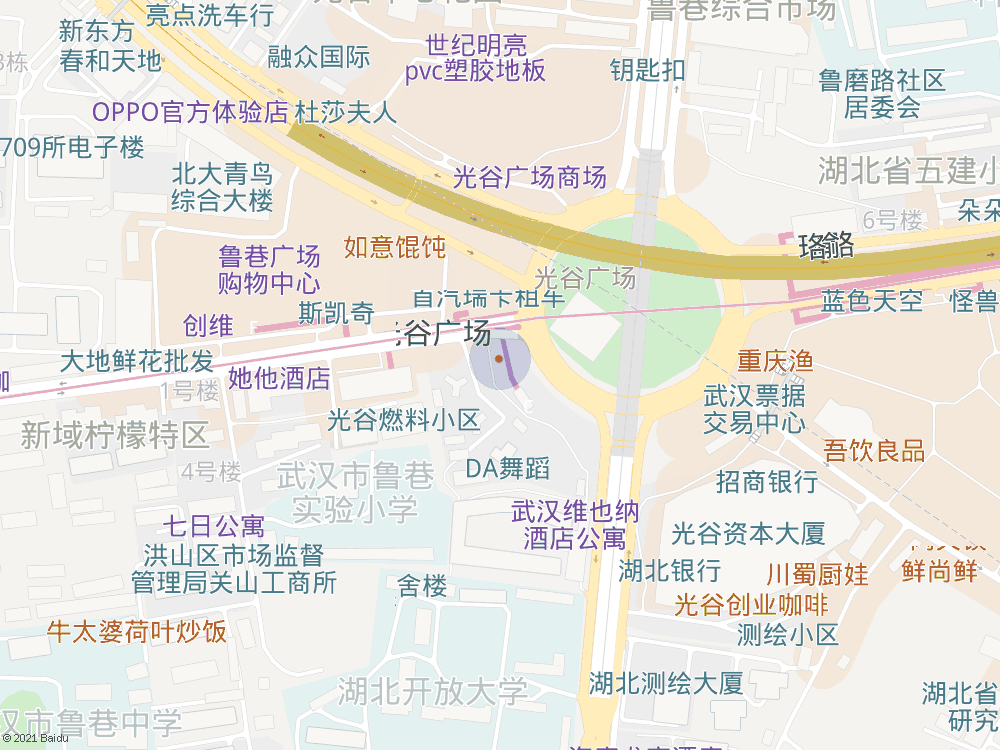 亮点洗车行
鲁巷综合市场
新东方
春和天地
融众国际
世纪明亮
pvc塑胶地板
钥匙扣
鲁磨路社区
居委会
OPPO官方体验店
杜莎夫人
709所电子楼
北大青鸟
综合大楼
光谷广场商场
6号楼
朵朵
鲁巷广场
购物中心
如意馄饨
光谷广场
斯凯奇
创维
谷广场
蓝色天空
怪兽
大地鲜花批发
1号楼
她他酒店
重庆渔
武汉票据
交易中心
光谷燃料小区
新域柠檬特区
4号楼
武汉市鲁巷
实验小学
DA舞蹈
吾饮良品
招商银行
七日公寓
武汉维也纳
酒店公寓
光谷资本大厦
洪山区市场监督
管理局关山工商所
舍楼
湖北银行
川蜀厨娃
鲜尚鲜
光谷创业咖啡
测绘小区
牛太婆荷叶炒饭
湖北开放大学
湖北测绘大厦
湖北省
研究
汉市鲁巷中学
湖北省五建小
© 2021 Baidu